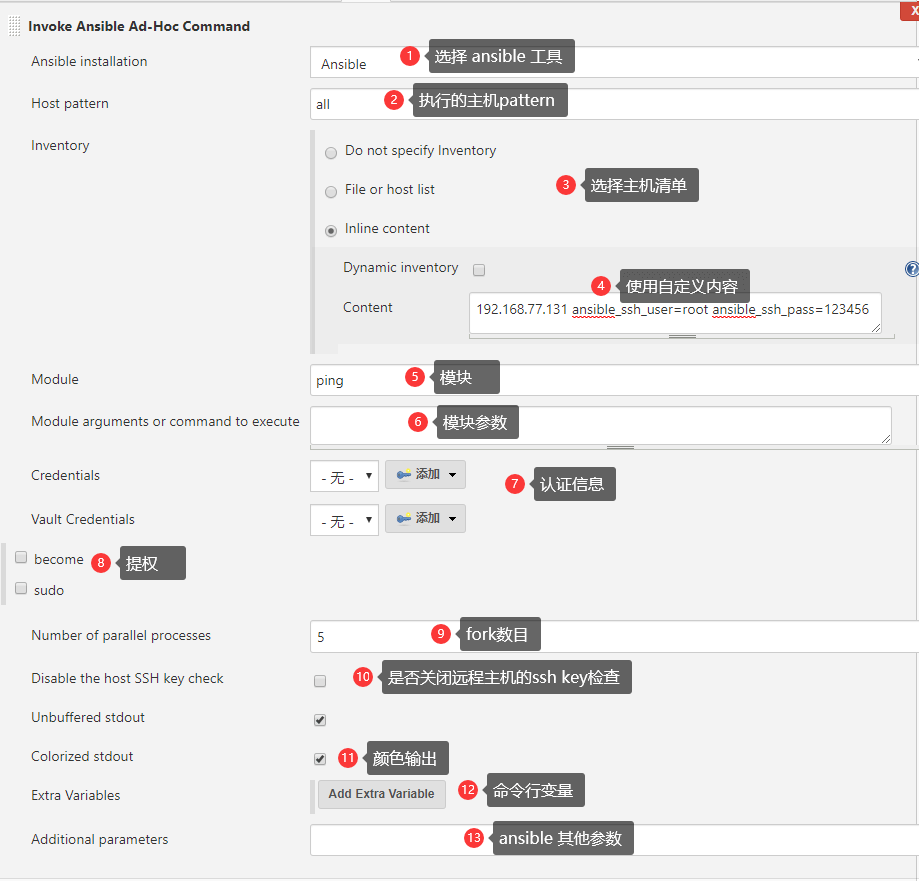 Invoke Ansible Ad-Hoc Command
X
Ansible installation
Ansible
1 选择 ansible 工具
Host pattern
all
2 执行的主机pattern
Inventory
Do not specify Inventory
File or host list
3 选择主机清单
Inline content
Dynamic inventory
?
4 使用自定义内容
Content
192.168.77.131 ansible_ssh_user=root ansible_ssh_pass=123456
Module
ping
5 模块
Module arguments or command to execute
6 模块参数
Credentials
- 无 -
添加
7 认证信息
Vault Credentials
- 无 -
添加
become
8 提权
sudo
Number of parallel processes
5
9 fork数目
Disable the host SSH key check
10 是否关闭远程主机的ssh key检查
Unbuffered stdout
Colorized stdout
11 颜色输出
Extra Variables
Add Extra Variable
12 命令行变量
Additional parameters
13 ansible 其他参数